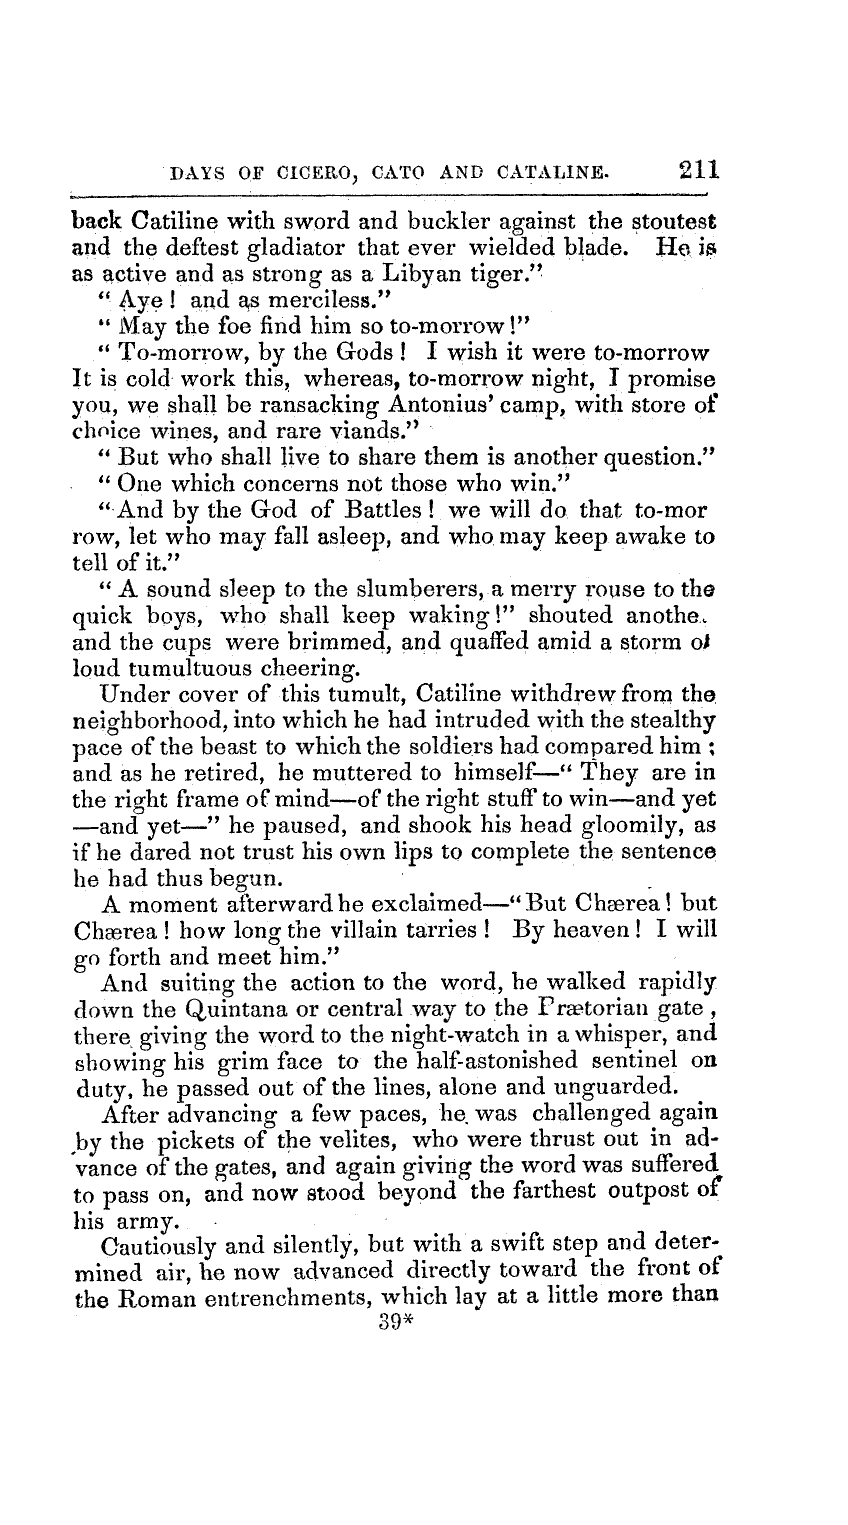 DAYS OF CICERO, CATO AND CATALINE. 211
back Catiline with sword and buckler against the stoutest
and the deftest gladiator that ever wielded blade. He is
as active and as strong as a Libyan tiger."
" Aye ! and as merciless."
" May the foe find him so to-morrow !"
" To-morrow, by the Gods ! I wish it were to-morrow
It is cold work this, whereas, to-morrow night, I promise
you, we shall be ransacking Antonius' camp, with store of
choice wines, and rare viands."
" But who shall live to share them is another question."
" One which concerns not those who win."
" And by the God of Battles ! we will do that to-mor
row, let who may fall asleep, and who may keep awake to
tell of it."
" A sound sleep to the slumberers, a merry rouse to the
quick boys, who shall keep waking !" shouted anothe.
and the cups were brimmed, and quaffed amid a storm of
loud tumultuous cheering.
Under cover of this tumult, Catiline withdrew from the
neighborhood, into which he had intruded with the stealthy
pace of the beast to which the soldiers had compared him ;
and as he retired, he muttered to himself—" They are in
the right frame of mind—of the right stuff to win—and yet
—and yet—" he paused, and shook his head gloomily, as
if he dared not trust his own lips to complete the sentence
he had thus begun.
A moment afterward he exclaimed—" But Chærea ! but
Chærea ! how long the villain tarries ! By heaven ! I will
go forth and meet him."
And suiting the action to the word, he walked rapidly
down the Quintana or central way to the Prætorian gate ,
there giving the word to the night-watch in a whisper, and
showing his grim face to the half-astonished sentinel on
duty, he passed out of the lines, alone and unguarded.
After advancing a few paces, he was challenged again
by the pickets of the velites, who were thrust out in ad-
vance of the gates, and again giving the word was suffered
to pass on, and now stood beyond the farthest outpost of
his army.
Cautiously and silently, but with a swift step and deter-
mined air, he now advanced directly toward the front of
the Roman entrenchments, which lay at a little more than
39*